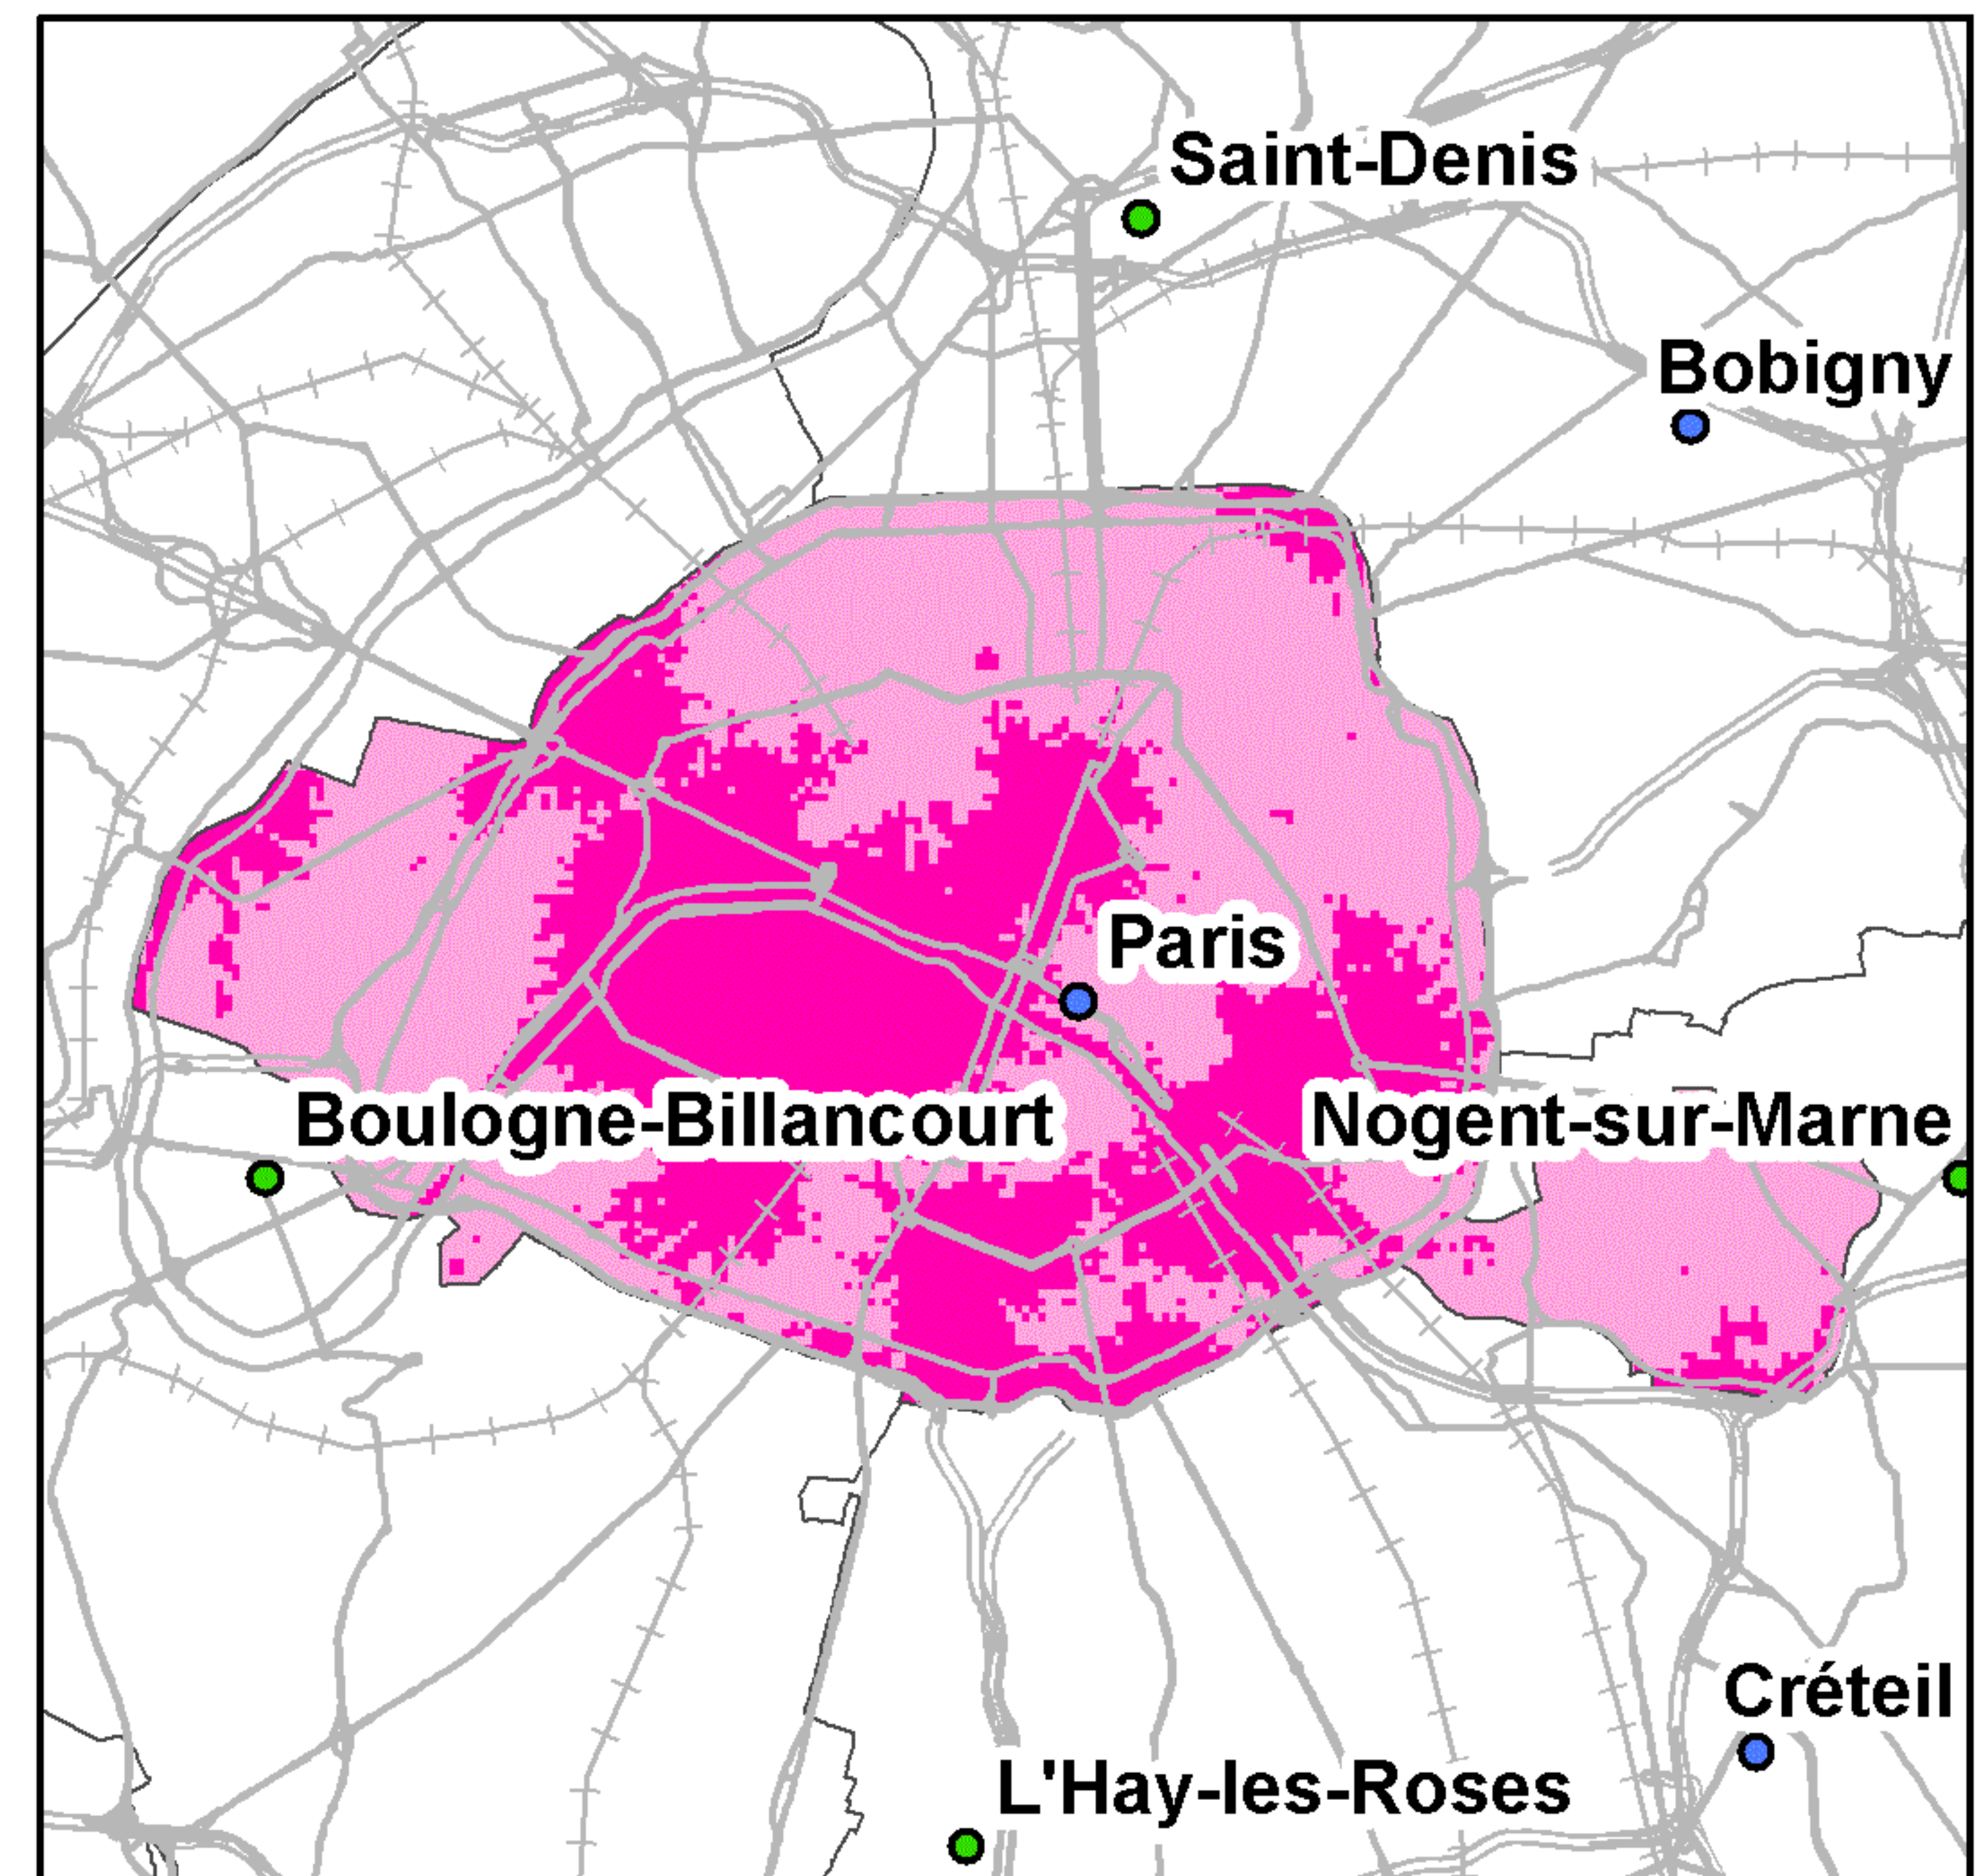 Saint-Denis
Bobigny
Paris
Boulogne-Billancourt
Nogent-sur-Marne
Créteil
L'Hay-les-Roses